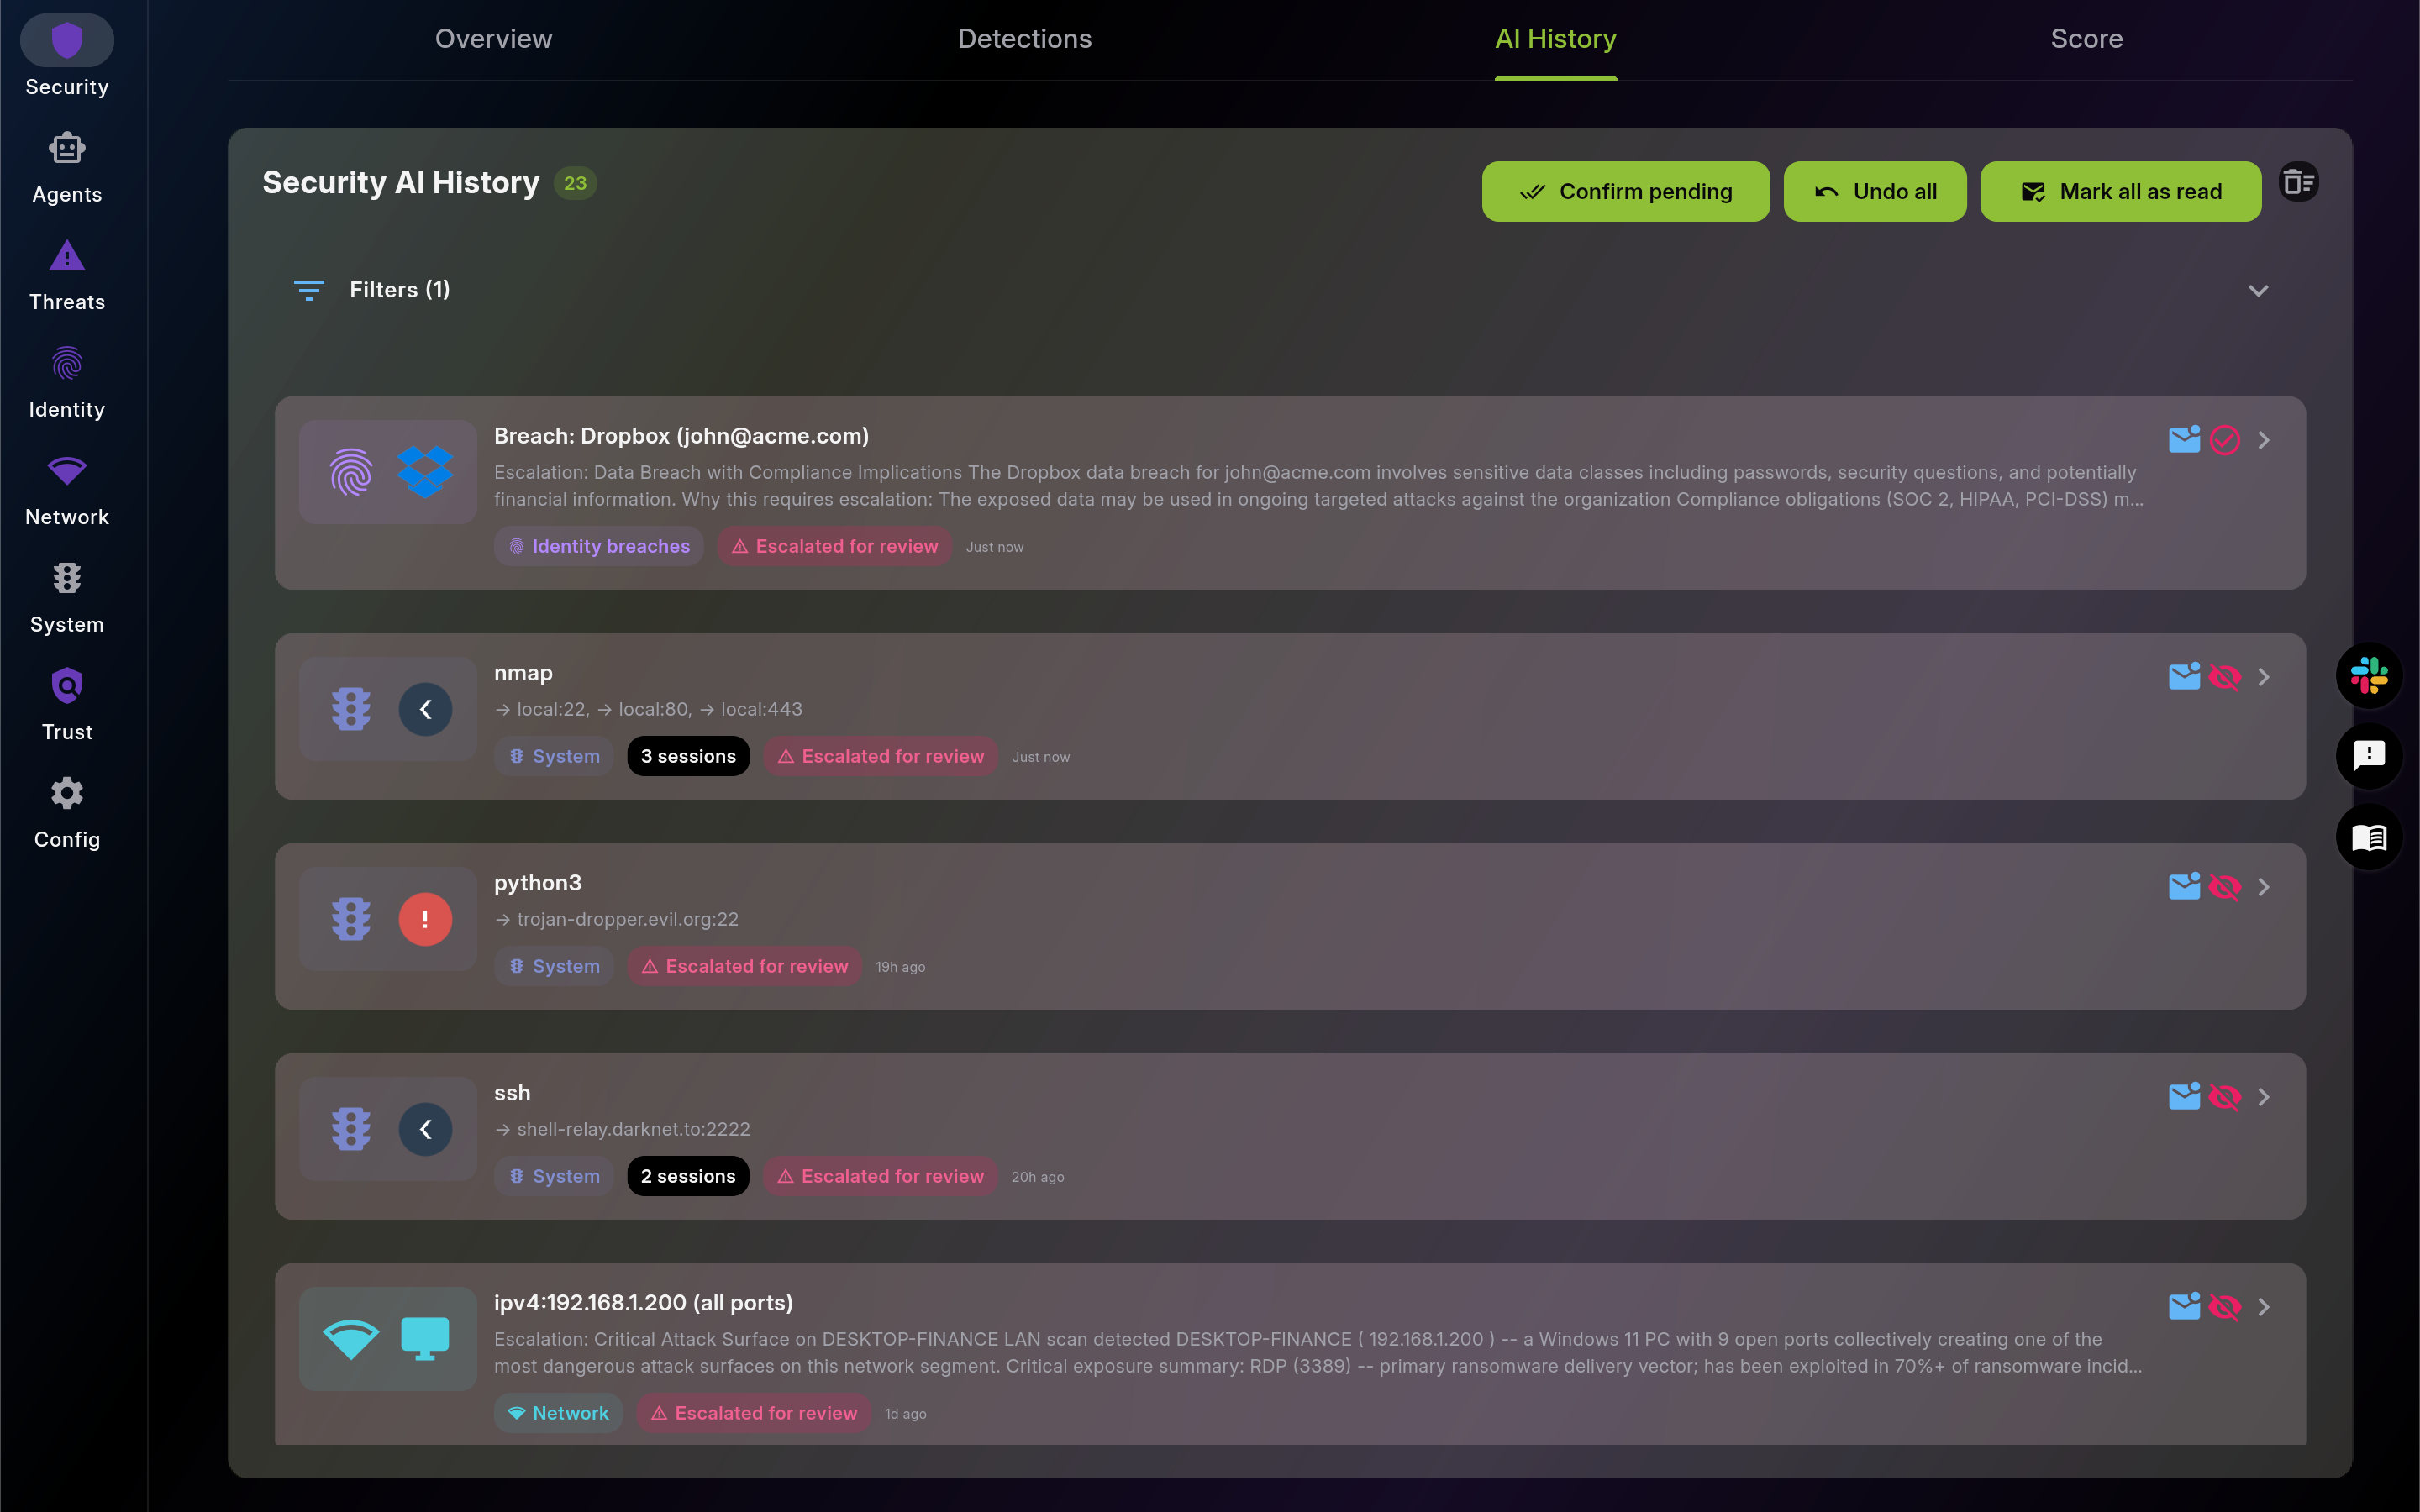 Overview
Detections
AI History
Score
Security
Agents
Threats
Identity
Network
System
Trust
Config
Security AI History 23
Confirm pending
Undo all
Mark all as read
Filters (1)
Breach: Dropbox (john@acme.com)
Escalation: Data Breach with Compliance Implications The Dropbox data breach for john@acme.com involves sensitive data classes including passwords, security questions, and potentially
financial information. Why this requires escalation: The exposed data may be used in ongoing targeted attacks against the organization Compliance obligations (SOC 2, HIPAA, PCI-DSS) m...
Identity breaches
Escalated for review
Just now
nmap
→ local:22, → local:80, → local:443
System
3 sessions
Escalated for review
Just now
python3
→ trojan-dropper.evil.org:22
System
Escalated for review
19h ago
ssh
→ shell-relay.darknet.to:2222
System
2 sessions
Escalated for review
20h ago
ipv4:192.168.1.200 (all ports)
Escalation: Critical Attack Surface on DESKTOP-FINANCE LAN scan detected DESKTOP-FINANCE ( 192.168.1.200 ) -- a Windows 11 PC with 9 open ports collectively creating one of the
most dangerous attack surfaces on this network segment. Critical exposure summary: RDP (3389) -- primary ransomware delivery vector; has been exploited in 70%+ of ransomware incid...
Network
Escalated for review
1d ago